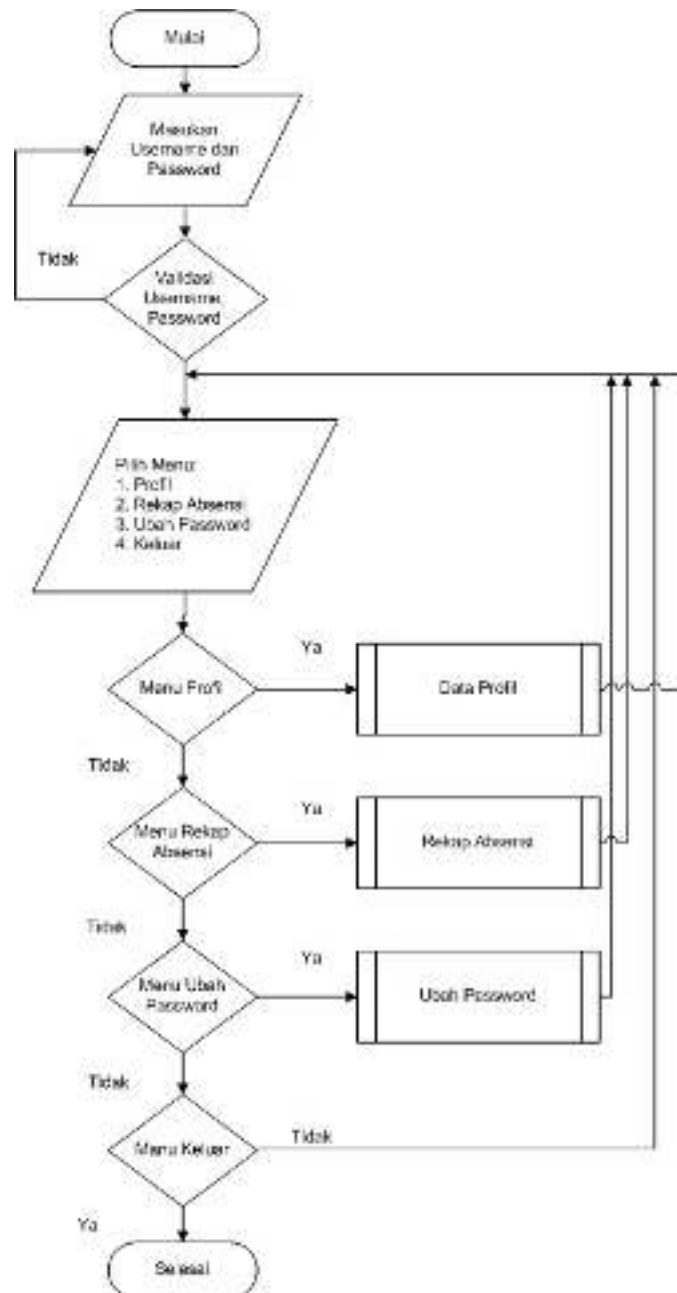 Mulai
Masukan
Username dan
Password
Tidak
Validasi
Username
Password
Pilih Menu:
1. Profil
2. Rekap Absensi
3. Ubah Password
4. Keluar
Menu Profil
Ya
Data Profil
Tidak
Menu Rekap
Absensi
Ya
Rekap Absensi
Tidak
Menu Ubah
Password
Ya
Ubah Password
Tidak
Menu Keluar
Tidak
Ya
Selesai